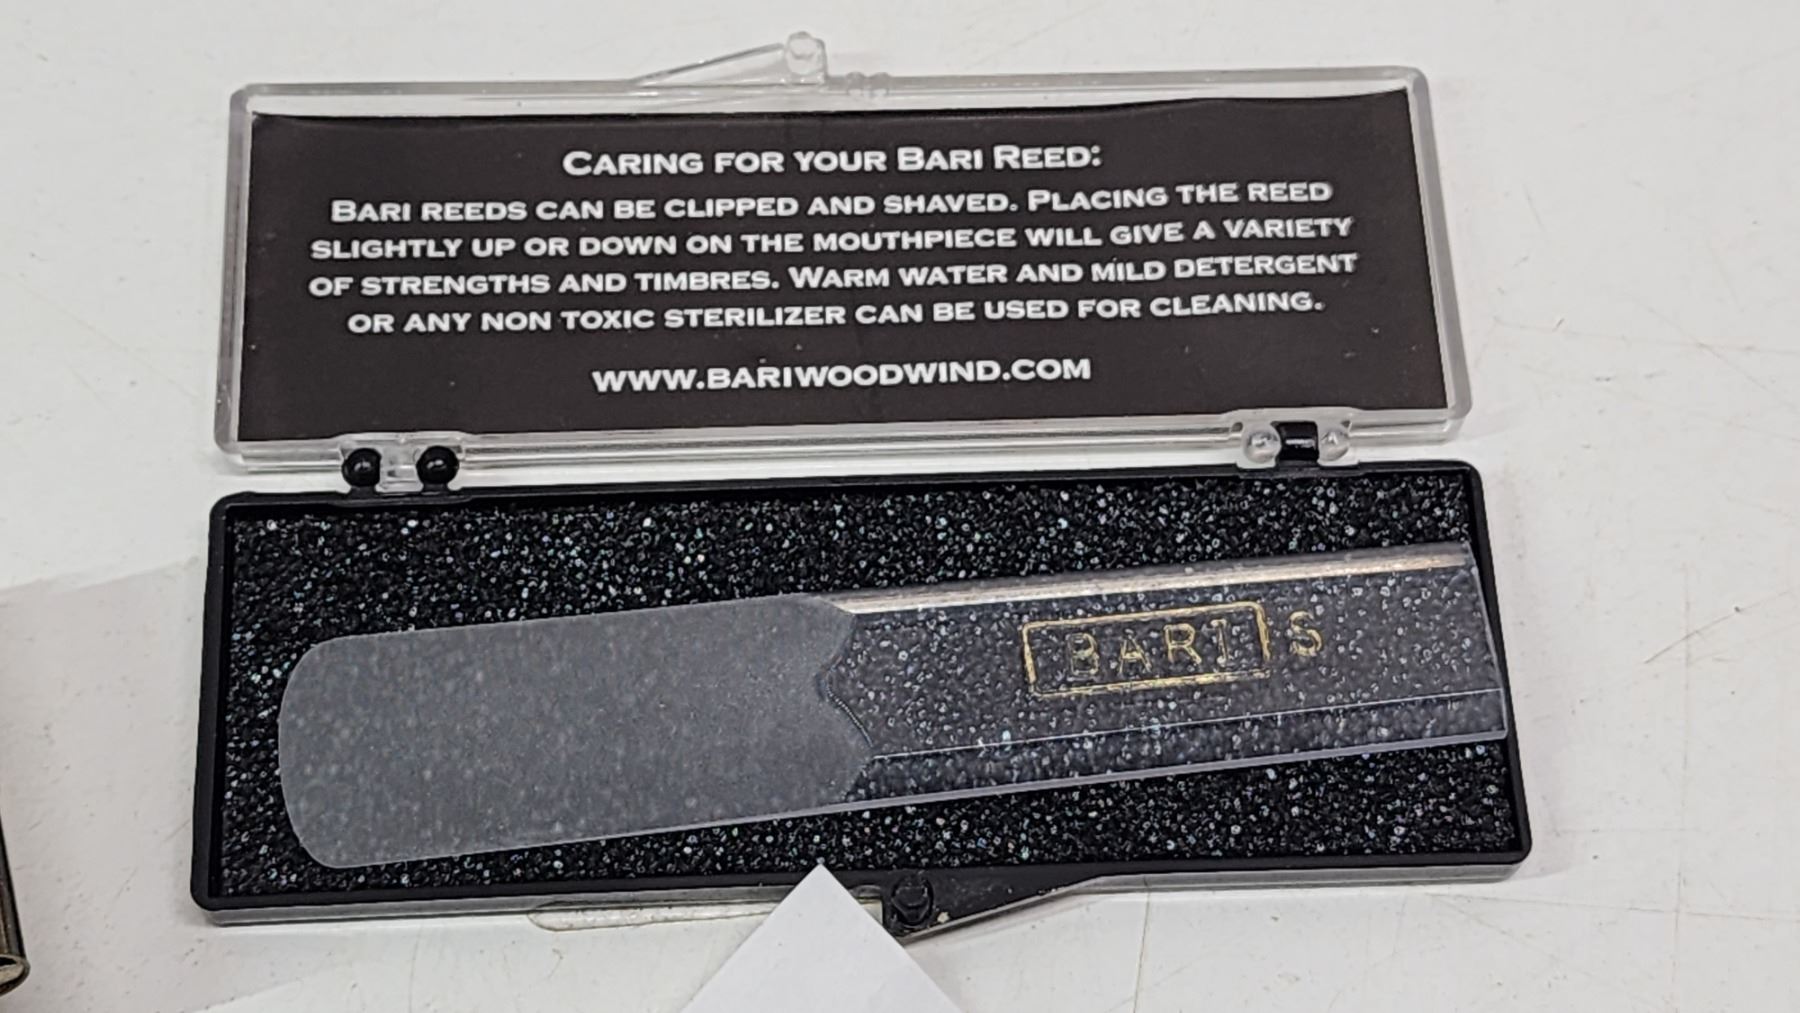 CARING FOR YOUR BARI REED:
BARI REEDS CAN BE CLIPPED AND SHAVED. PLACING THE REED
SLIGHTLY UP OR DOWN ON THE MOUTHPIECE WILL GIVE A VARIETY
OF STRENGTHS AND TIMBRES. WARM WATER AND MILD DETERGENT
OR ANY NON TOXIC STERILIZER CAN BE USED FOR CLEANING.
WWW.BARIWOODWIND.COM
BARI S